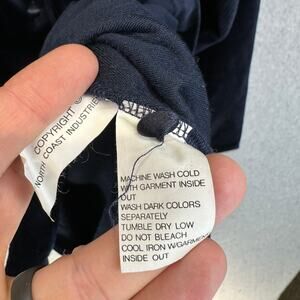 COPYRIGHT ©
NORTH COAST INDUSTRIES
MACHINE WASH COLD
WITH GARMENT INSIDE
OUT
WASH DARK COLORS
SEPARATELY
TUMBLE DRY LOW
DO NOT BLEACH
COOL IRON W/GARMENT
INSIDE OUT